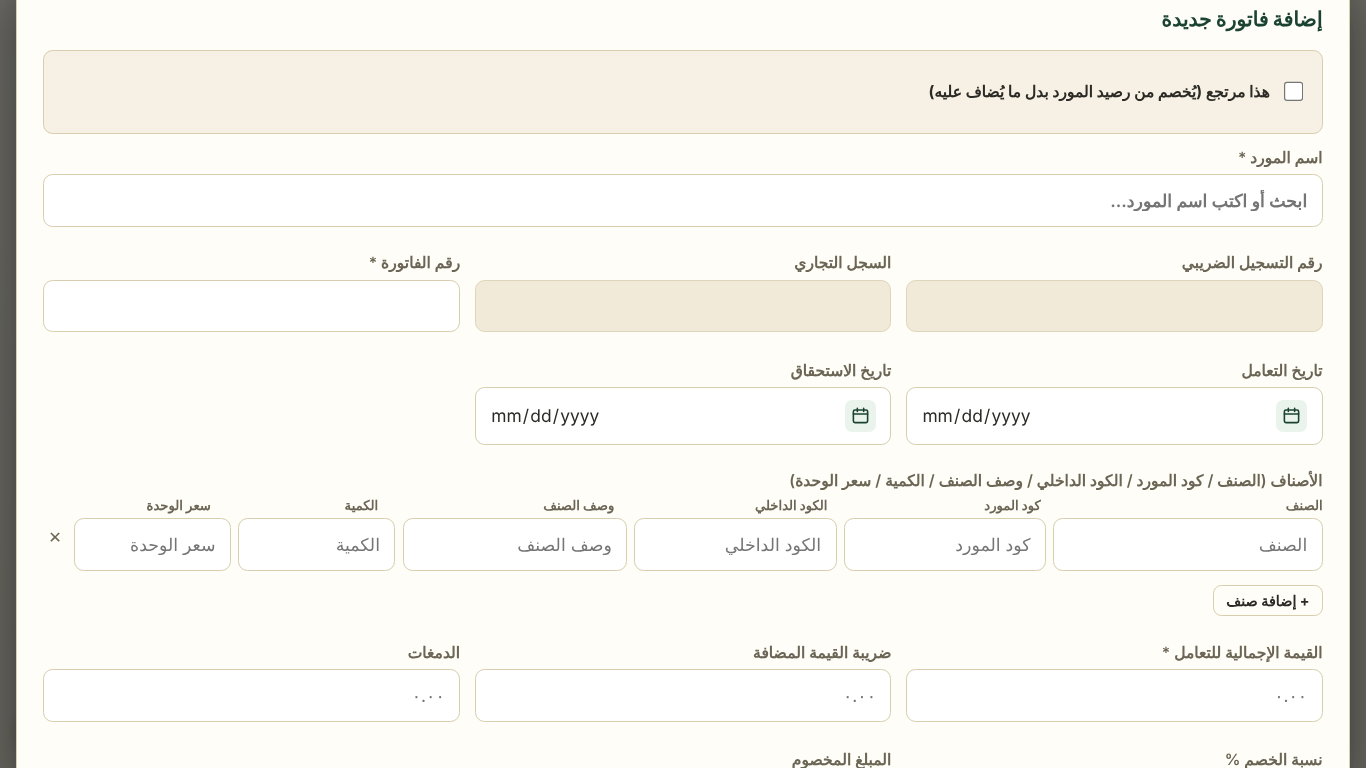 إضافة فاتورة جديدة
هذا مرتجع (يُخصم من رصيد المورد بدل ما يُضاف عليه)
اسم المورد *
ابحث أو اكتب اسم المورد...
رقم التسجيل الضريبي السجل التجاري رقم الفاتورة *
تاريخ التعامل تاريخ الاستحقاق
mm/dd/yyyy mm/dd/yyyy
الأصناف (الصنف / كود المورد / الكود الداخلي / وصف الصنف / الكمية / سعر الوحدة)
الصنف كود المورد الكود الداخلي وصف الصنف الكمية سعر الوحدة
الصنف كود المورد الكود الداخلي وصف الصنف الكمية سعر الوحدة ×
+ إضافة صنف
القيمة الإجمالية للتعامل * ضريبة القيمة المضافة الدمغات
٠.٠٠ ٠.٠٠ ٠.٠٠
نسبة الخصم % المبلغ المخصوم